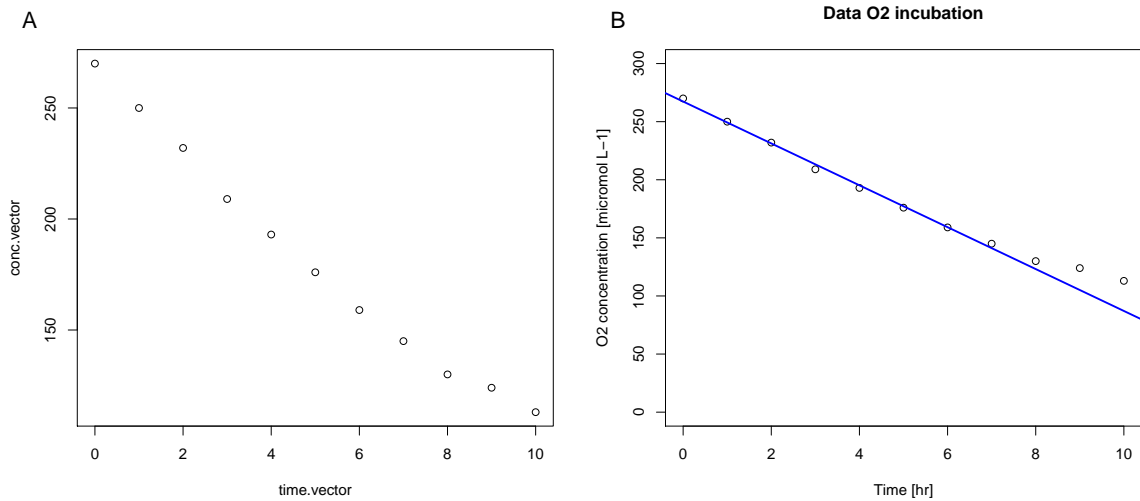 A
conc.vector
250
200
150
0 2 4 6 8 10
time.vector
B
Data O2 incubation
O2 concentration [micromol L−1]
300
250
200
150
100
50
0
0 2 4 6 8 10
Time [hr]